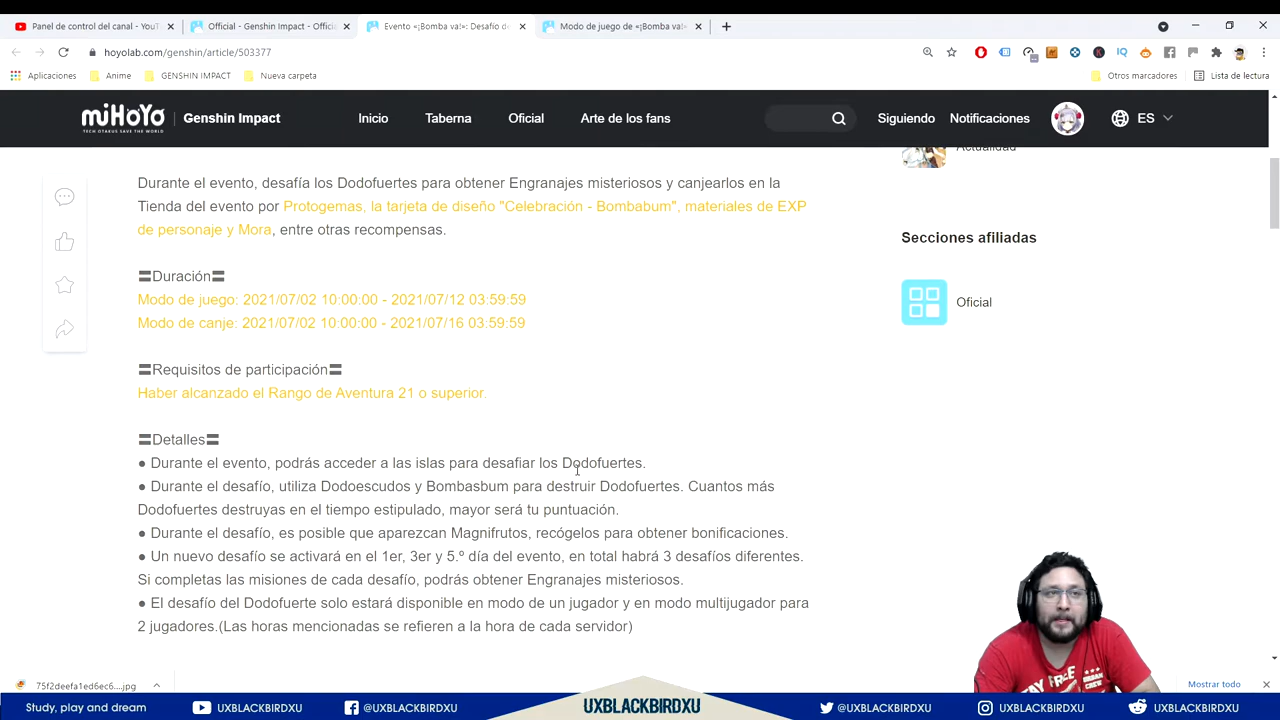 Panel de control del canal - YouT
Official - Genshin Impact - Officia
Evento «¡Bomba va!»: Desafío d
Modo de juego de «¡Bomba va!»:
hoyolab.com/genshin/article/503377
Aplicaciones
Anime
GENSHIN IMPACT
Nueva carpeta
Otros marcadores
Lista de lectura
miHoYo
TECH OTAKUS SAVE THE WORLD
Genshin Impact
Inicio
Taberna
Oficial
Arte de los fans
Siguiendo
Notificaciones
ES
Actualidad
Durante el evento, desafía los Dodofuertes para obtener Engranajes misteriosos y canjearlos en la
Tienda del evento por Protogemas, la tarjeta de diseño "Celebración - Bombabum", materiales de EXP
de personaje y Mora, entre otras recompensas.
Secciones afiliadas
Oficial
〓Duración〓
Modo de juego: 2021/07/02 10:00:00 - 2021/07/12 03:59:59
Modo de canje: 2021/07/02 10:00:00 - 2021/07/16 03:59:59
〓Requisitos de participación〓
Haber alcanzado el Rango de Aventura 21 o superior.
〓Detalles〓
● Durante el evento, podrás acceder a las islas para desafiar los Dodofuertes.
● Durante el desafío, utiliza Dodoescudos y Bombasbum para destruir Dodofuertes. Cuantos más
Dodofuertes destruyas en el tiempo estipulado, mayor será tu puntuación.
● Durante el desafío, es posible que aparezcan Magnifrutos, recógelos para obtener bonificaciones.
● Un nuevo desafío se activará en el 1er, 3er y 5.º día del evento, en total habrá 3 desafíos diferentes.
Si completas las misiones de cada desafío, podrás obtener Engranajes misteriosos.
● El desafío del Dodofuerte solo estará disponible en modo de un jugador y en modo multijugador para
2 jugadores.(Las horas mencionadas se refieren a la hora de cada servidor)
75f2deefa1ed6ec6....jpg
Mostrar todo
Study, play and dream
UXBLACKBIRDXU
@UXBLACKBIRDXU
UXBLACKBIRDXU
@UXBLACKBIRDXU
UXBLACKBIRDXU
UXBLACKBIRDXU